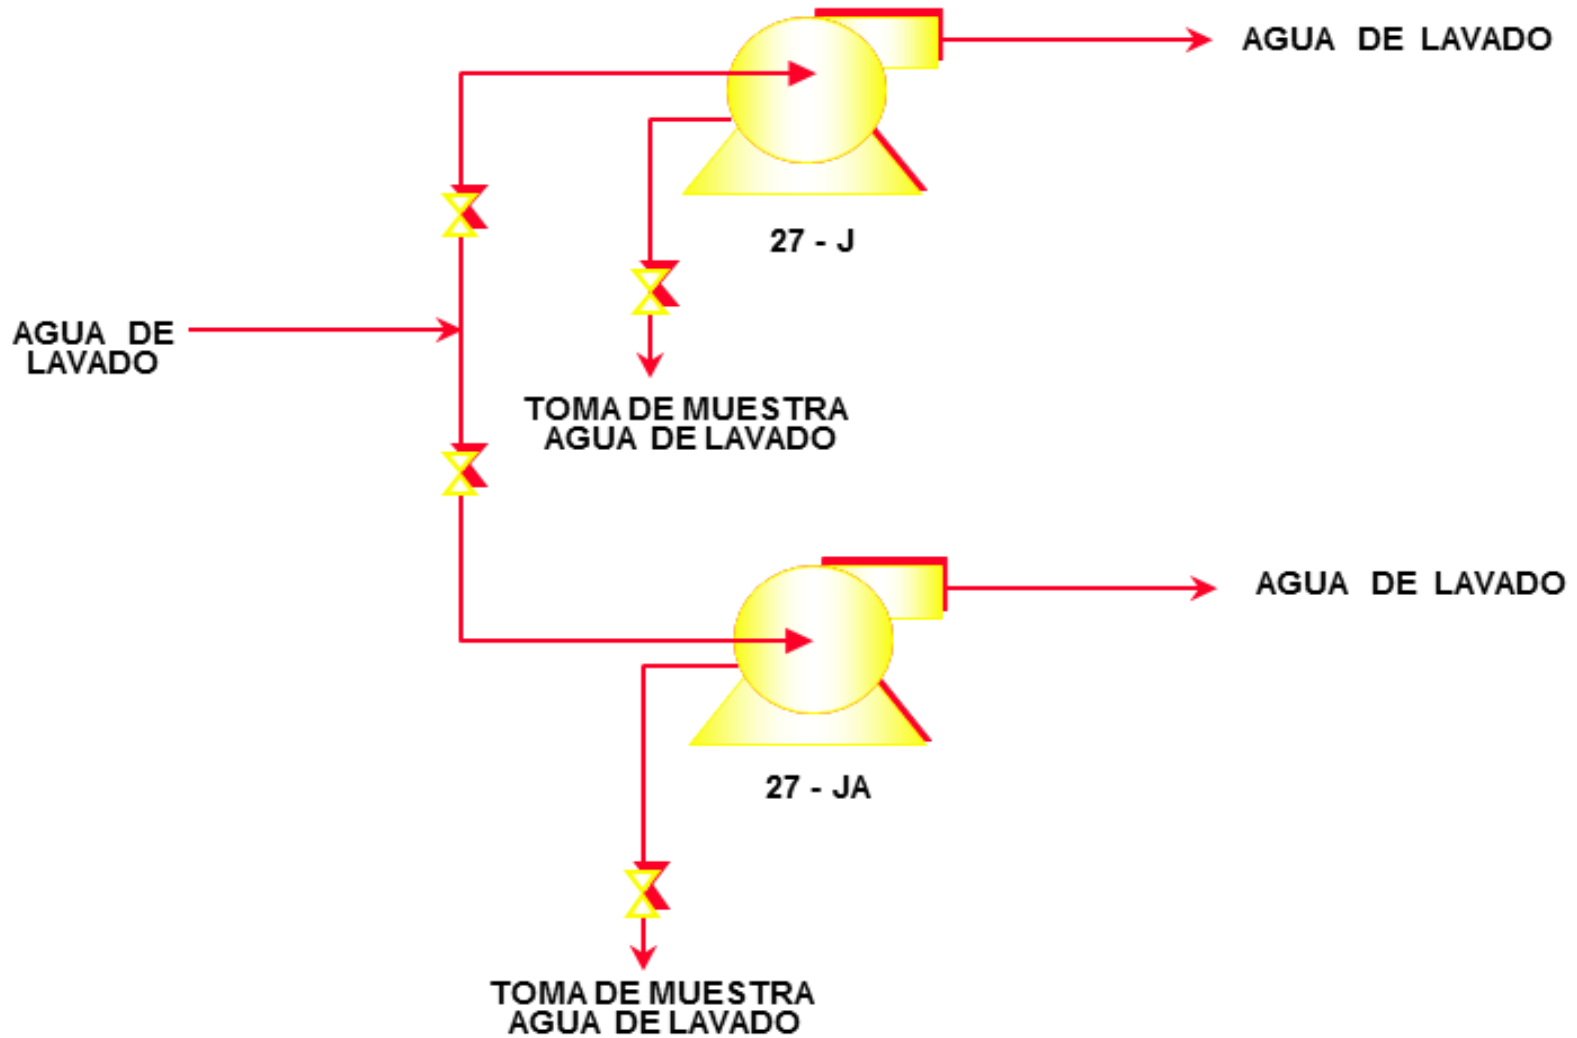 AGUA DE LAVADO
27 - J
AGUA DE
LAVADO
TOMA DE MUESTRA
AGUA DE LAVADO
AGUA DE LAVADO
27 - JA
TOMA DE MUESTRA
AGUA DE LAVADO